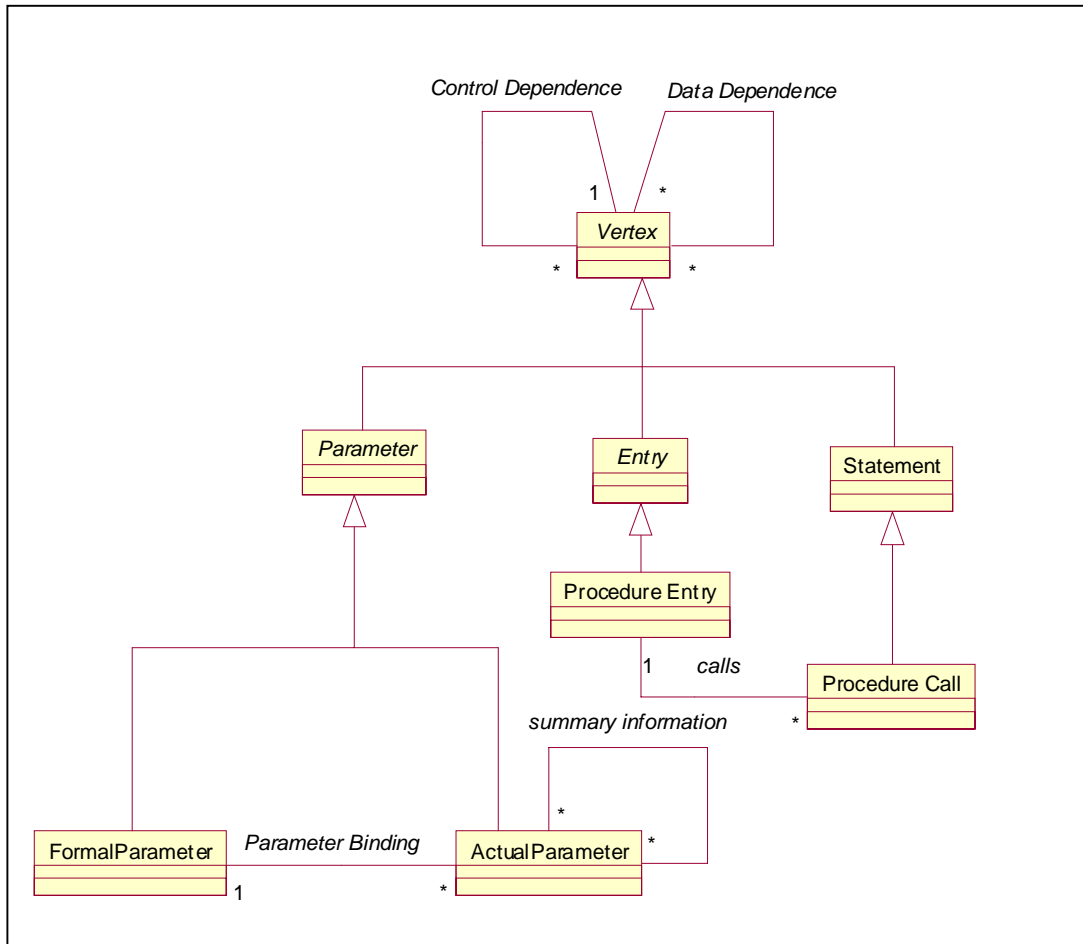 Control Dependence
Data Dependence
1
*
Vertex
*
*
Parameter
Entry
Statement
Procedure Entry
1
calls
Procedure Call
*
summary information
*
FormalParameter
Parameter Binding
ActualParameter
*
1
*